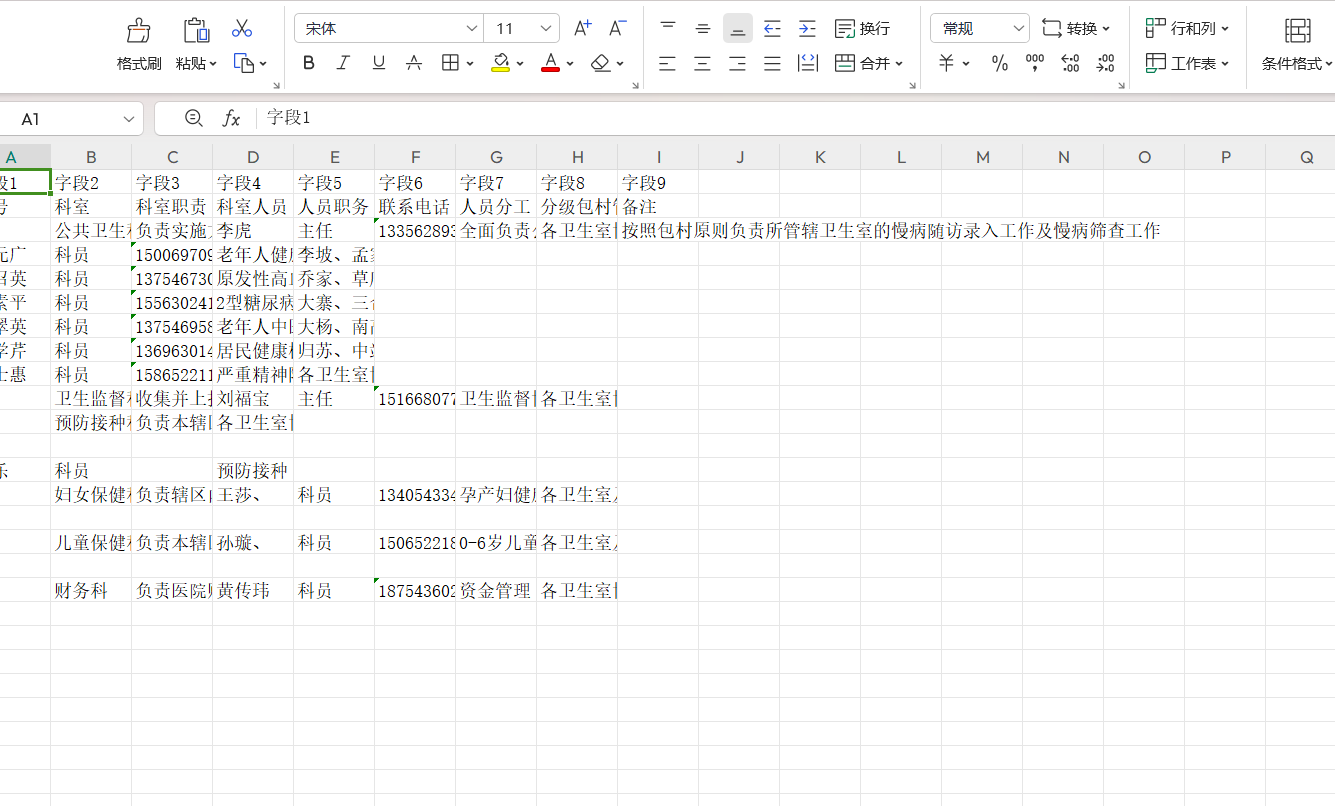 宋体 11 A+ A- 换行 常规 转换 行和列
格式刷 粘贴 B I U A A 合并 % 000 工作表 条件格式
A1 fx 字段1
A B C D E F G H I J K L M N O P Q
段1 字段2 字段3 字段4 字段5 字段6 字段7 字段8 字段9
号 科室 科室职责 科室人员 人员职务 联系电话 人员分工 分级包村 备注
公共卫生 负责实施 李虎 主任 133562893 全面负责 各卫生室 按照包村原则负责所管辖卫生室的慢病随访录入工作及慢病筛查工作
广 科员 150069709 老年人健 李坡、孟
英 科员 137546730 原发性高 乔家、草
素平 科员 155630241 2型糖尿病 大寨、三
翠英 科员 137546958 老年人中 大杨、南
学芹 科员 136963014 居民健康 归苏、中
士惠 科员 158652211 严重精神 各卫生室
卫生监督 收集并上 刘福宝 主任 151668077 卫生监督 各卫生室
预防接种 负责本辖 各卫生室
乐 科员 预防接种
妇女保健 负责辖区 王莎、 科员 134054334 孕产妇健 各卫生室
儿童保健 负责本辖 孙璇、 科员 150652218 0-6岁儿童 各卫生室
财务科 负责医院 黄传玮 科员 187543602 资金管理 各卫生室